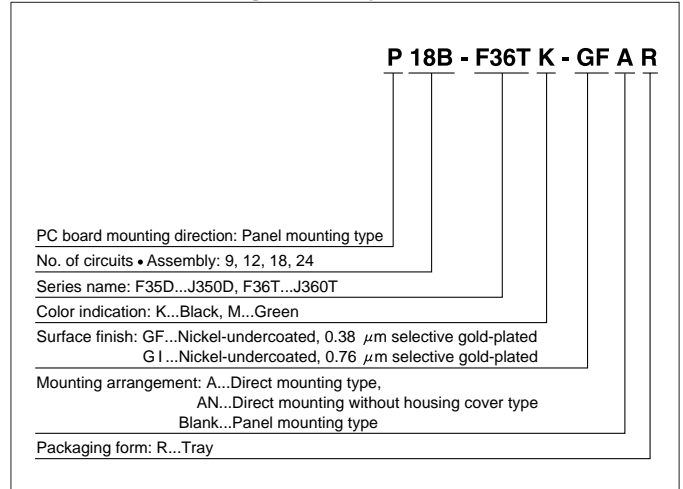 P 18B - F36T K - GF A R
PC board mounting direction: Panel mounting type
No. of circuits • Assembly: 9, 12, 18, 24
Series name: F35D...J350D, F36T...J360T
Color indication: K...Black, M...Green
Surface finish: GF...Nickel-undercoated, 0.38 μm selective gold-plated
G I...Nickel-undercoated, 0.76 μm selective gold-plated
Mounting arrangement: A...Direct mounting type,
AN...Direct mounting without housing cover type
Blank...Panel mounting type
Packaging form: R...Tray